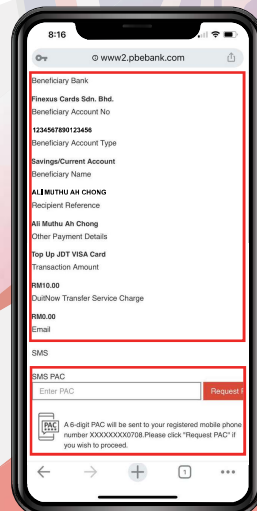 8:16
www2.pbebank.com
Beneficiary Bank
Finexus Cards Sdn. Bhd.
Beneficiary Account No
1234567890123456
Beneficiary Account Type
Savings/Current Account
Beneficiary Name
ALI MUTHU AH CHONG
Recipient Reference
Ali Muthu Ah Chong
Other Payment Details
Top Up JDT VISA Card
Transaction Amount
RM10.00
DuitNow Transfer Service Charge
RM0.00
Email
SMS
SMS PAC
Enter PAC
Request
PAC
A 6-digit PAC will be sent to your registered mobile phone
number XXXXXXXX0708.Please click "Request PAC" if
you wish to proceed.
1